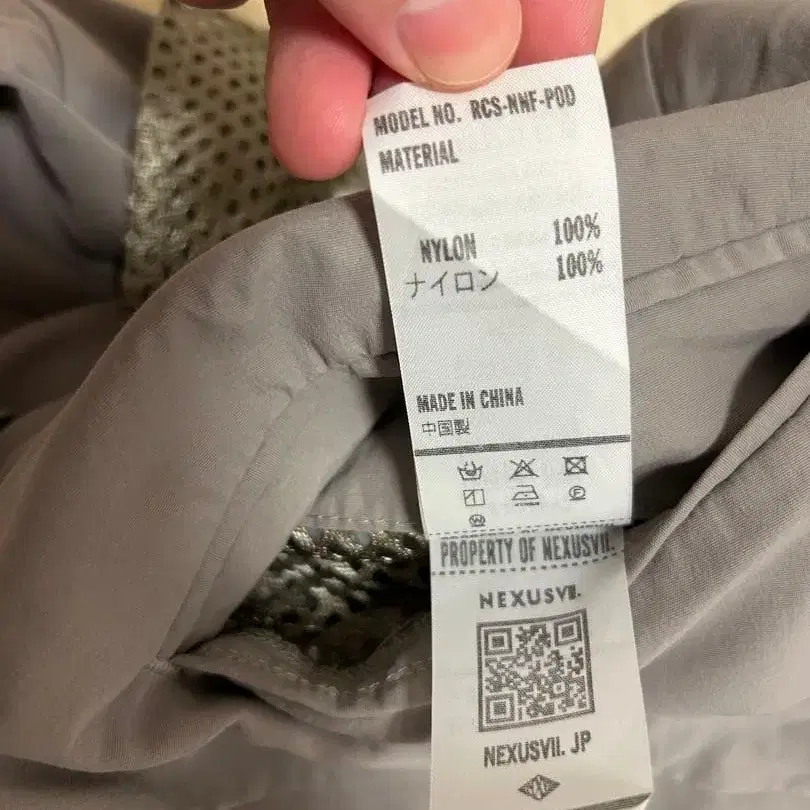 MODEL NO. RCS-NNF-POD
MATERIAL
NYLON 100%
ナイロン 100%
MADE IN CHINA
中国製
PROPERTY OF NEXUSVII.
NEXUSVII.
NEXUSVII. JP